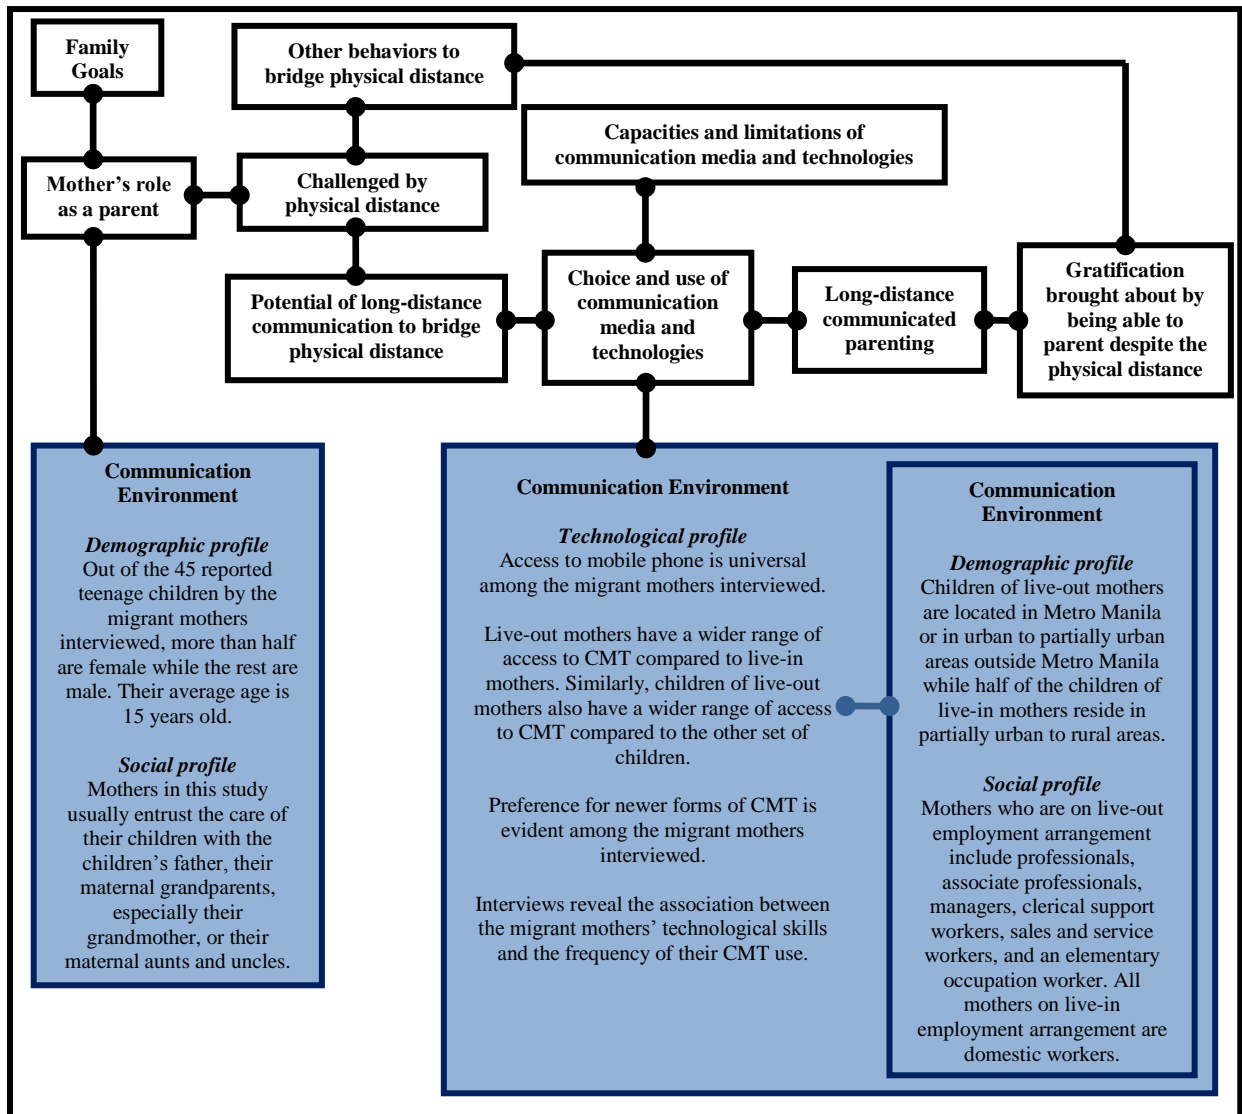 Family
Goals
Other behaviors to
bridge physical distance
Capacities and limitations of
communication media and technologies
Mother’s role
as a parent
Challenged by
physical distance
Potential of long-distance
communication to bridge
physical distance
Choice and use of
communication
media and
technologies
Long-distance
communicated
parenting
Gratification
brought about by
being able to
parent despite the
physical distance
Communication
Environment
Demographic profile
Out of the 45 reported
teenage children by the
migrant mothers
interviewed, more than half
are female while the rest are
male. Their average age is
15 years old.
Social profile
Mothers in this study
usually entrust the care of
their children with the
children’s father, their
maternal grandparents,
especially their
grandmother, or their
maternal aunts and uncles.
Communication Environment
Technological profile
Access to mobile phone is universal
among the migrant mothers interviewed.
Live-out mothers have a wider range of
access to CMT compared to live-in
mothers. Similarly, children of live-out
mothers also have a wider range of access
to CMT compared to the other set of
children.
Preference for newer forms of CMT is
evident among the migrant mothers
interviewed.
Interviews reveal the association between
the migrant mothers’ technological skills
and the frequency of their CMT use.
Communication
Environment
Demographic profile
Children of live-out mothers
are located in Metro Manila
or in urban to partially urban
areas outside Metro Manila
while half of the children of
live-in mothers reside in
partially urban to rural areas.
Social profile
Mothers who are on live-out
employment arrangement
include professionals,
associate professionals,
managers, clerical support
workers, sales and service
workers, and an elementary
occupation worker. All
mothers on live-in
employment arrangement are
domestic workers.